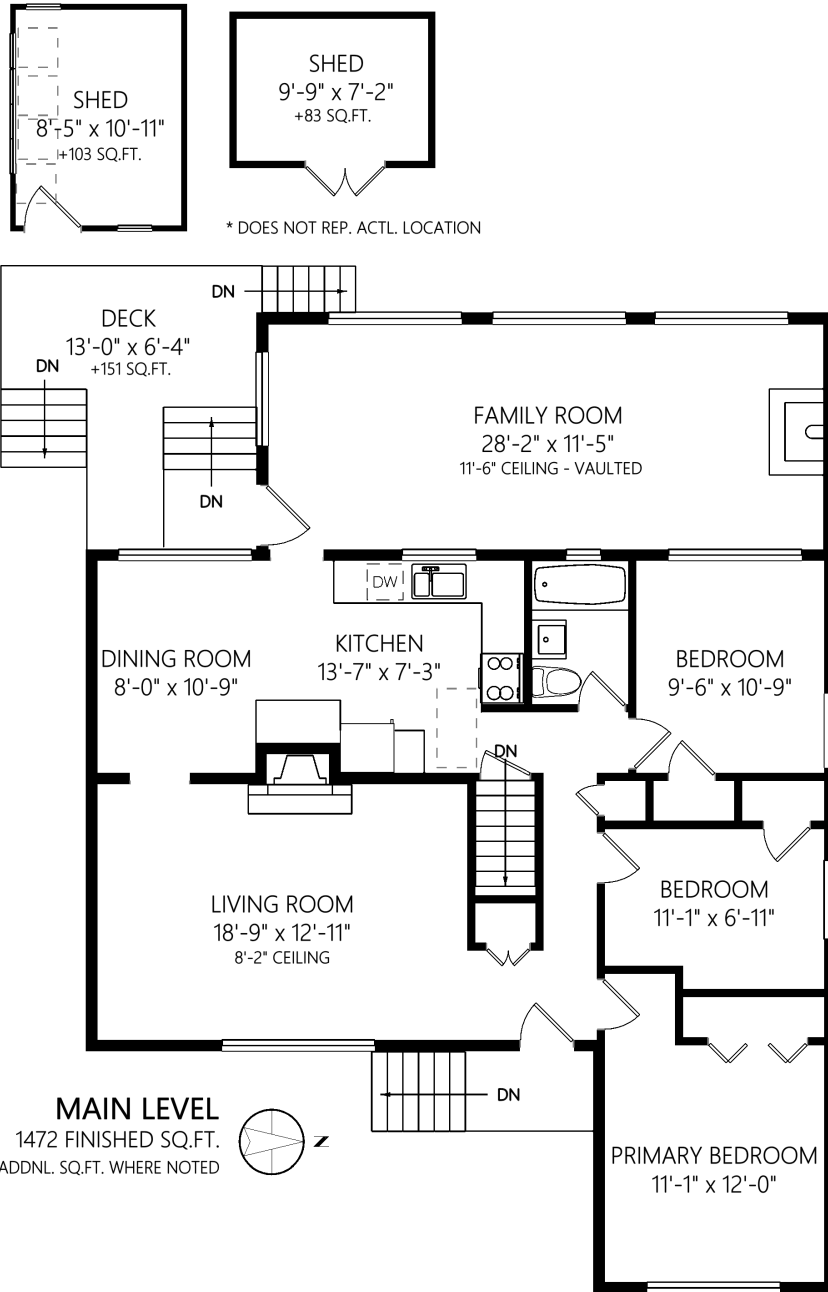 SHED
8'-5" x 10'-11"
+103 SQ.FT.
SHED
9'-9" x 7'-2"
+83 SQ.FT.
* DOES NOT REP. ACTL. LOCATION
DN
DECK
13'-0" x 6'-4"
+151 SQ.FT.
DN
DN
FAMILY ROOM
28'-2" x 11'-5"
11'-6" CEILING - VAULTED
DW
DINING ROOM
8'-0" x 10'-9"
KITCHEN
13'-7" x 7'-3"
BEDROOM
9'-6" x 10'-9"
DN
LIVING ROOM
18'-9" x 12'-11"
8'-2" CEILING
BEDROOM
11'-1" x 6'-11"
DN
MAIN LEVEL
1472 FINISHED SQ.FT.
ADDNL. SQ.FT. WHERE NOTED
N
PRIMARY BEDROOM
11'-1" x 12'-0"